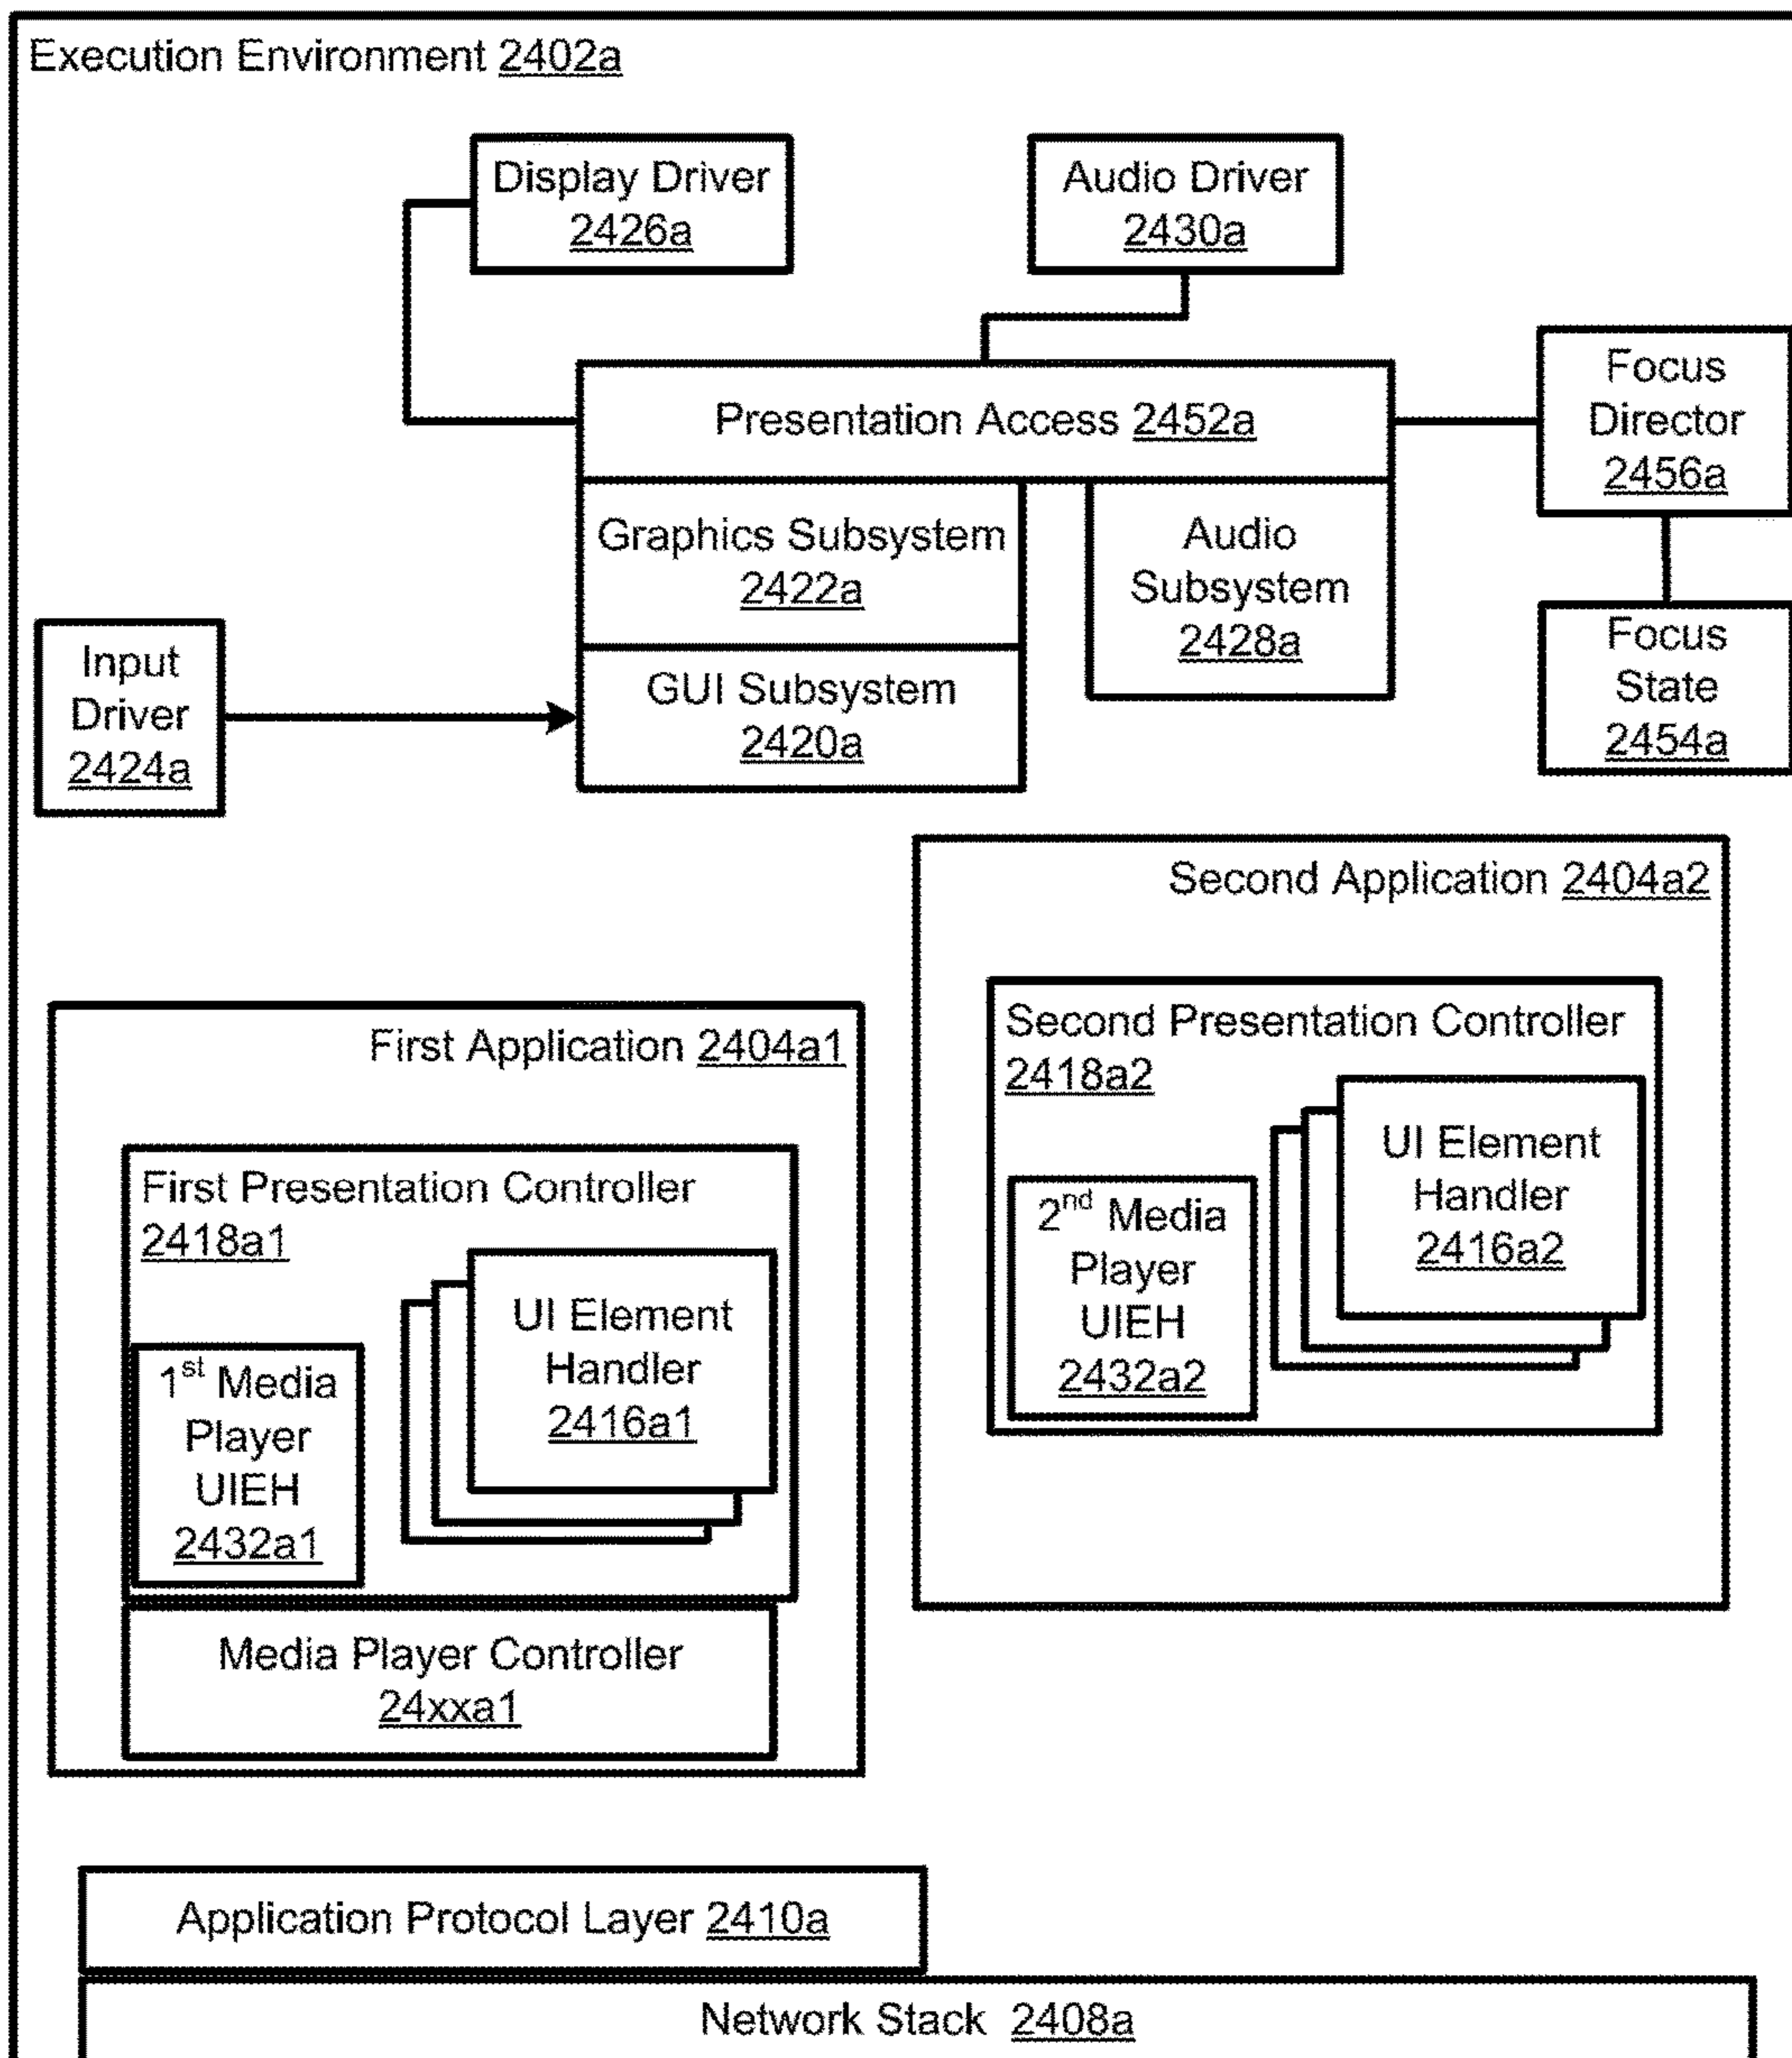 Execution Environment 2402a
Display Driver
2426a
Audio Driver
2430a
Presentation Access 2452a
Focus
Director
2456a
Graphics Subsystem
2422a
Audio
Subsystem
2428a
Input
Driver
2424a
GUI Subsystem
2420a
Focus
State
2454a
Second Application 2404a2
Second Presentation Controller
2418a2
UI Element
Handler
2416a2
2nd Media
Player
UIEH
2432a2
First Application 2404a1
First Presentation Controller
2418a1
UI Element
Handler
2416a1
1st Media
Player
UIEH
2432a1
Media Player Controller
24xxa1
Application Protocol Layer 2410a
Network Stack 2408a